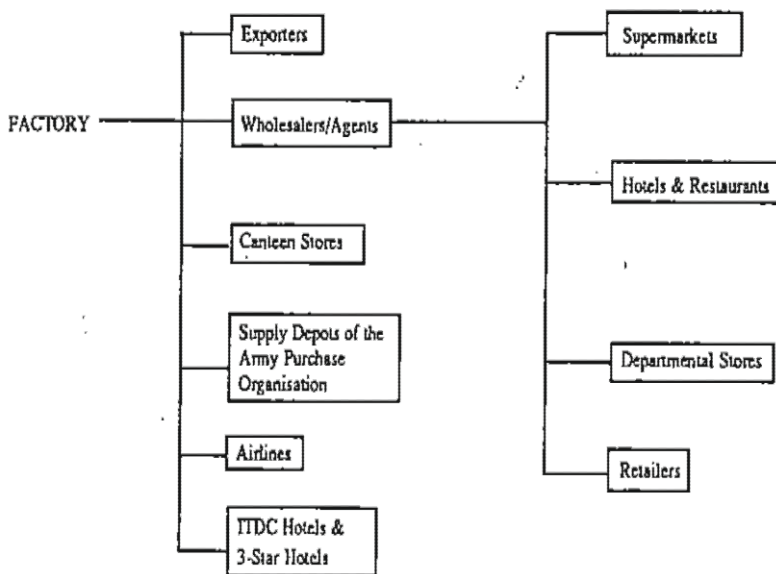 Exporters
Supermarkets
FACTORY
Wholesalers/Agents
Hotels & Restaurants
Canteen Stores
Supply Depots of the
Army Purchase
Organisation
Departmental Stores
Airlines
Retailers
ITDC Hotels &
3-Star Hotels